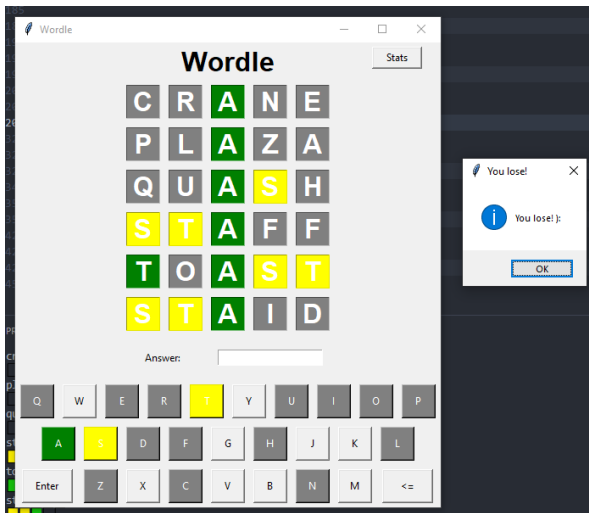 Wordle
Wordle
Stats
C R A N E
P L A Z A
Q U A S H
S T A F F
T O A S T
S T A I D
Answer:
Q W E R T Y U I O P
A S D F G H J K L
Enter Z X C V B N M <=
You lose!
You lose! ):
OK